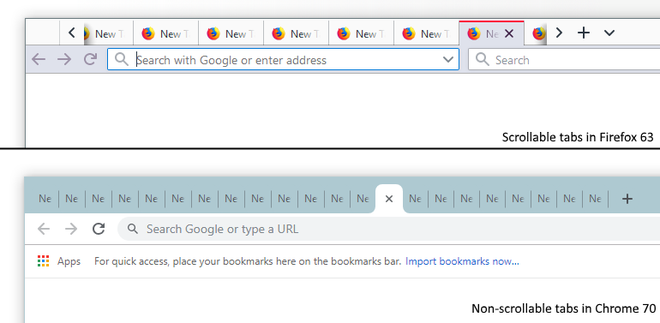 New T New T New T New T New T New T Ne
Search with Google or enter address Search
Scrollable tabs in Firefox 63
Ne Ne Ne Ne Ne Ne Ne Ne Ne Ne Ne Ne Ne Ne Ne Ne Ne Ne Ne Ne Ne
Search Google or type a URL
Apps For quick access, place your bookmarks here on the bookmarks bar. Import bookmarks now...
Non-scrollable tabs in Chrome 70